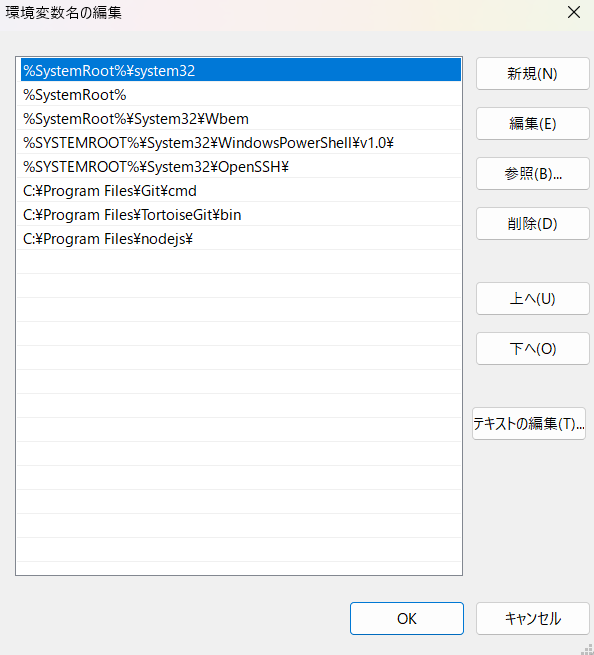 環境変数名の編集
%SystemRoot%¥system32
%SystemRoot%
%SystemRoot%¥System32¥Wbem
%SYSTEMROOT%¥System32¥WindowsPowerShell¥v1.0¥
%SYSTEMROOT%¥System32¥OpenSSH¥
C:¥Program Files¥Git¥cmd
C:¥Program Files¥TortoiseGit¥bin
C:¥Program Files¥nodejs¥
新規(N)
編集(E)
参照(B)...
削除(D)
上へ(U)
下へ(O)
テキストの編集(T)...
OK
キャンセル